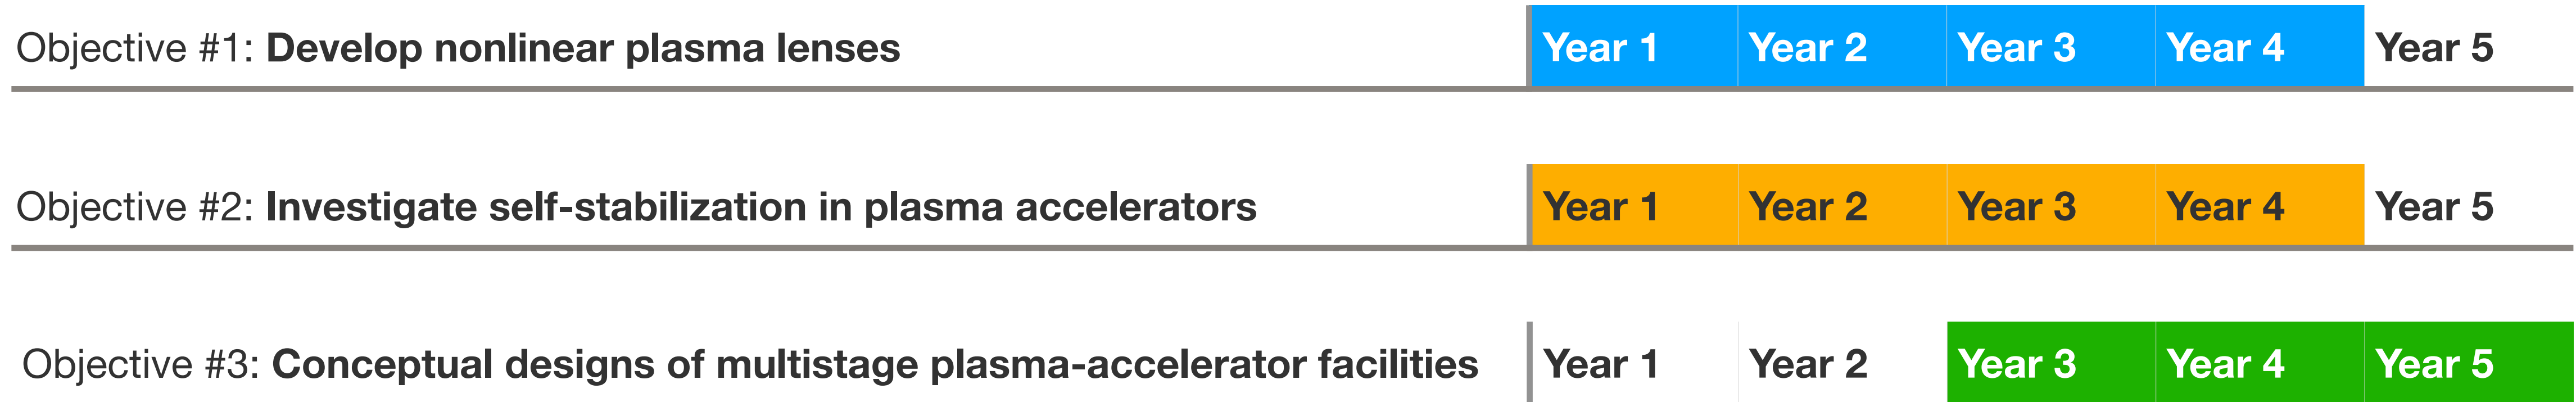 Objective #1: Develop nonlinear plasma lenses Year 1 Year 2 Year 3 Year 4 Year 5
Objective #2: Investigate self-stabilization in plasma accelerators Year 1 Year 2 Year 3 Year 4 Year 5
Objective #3: Conceptual designs of multistage plasma-accelerator facilities Year 1 Year 2 Year 3 Year 4 Year 5